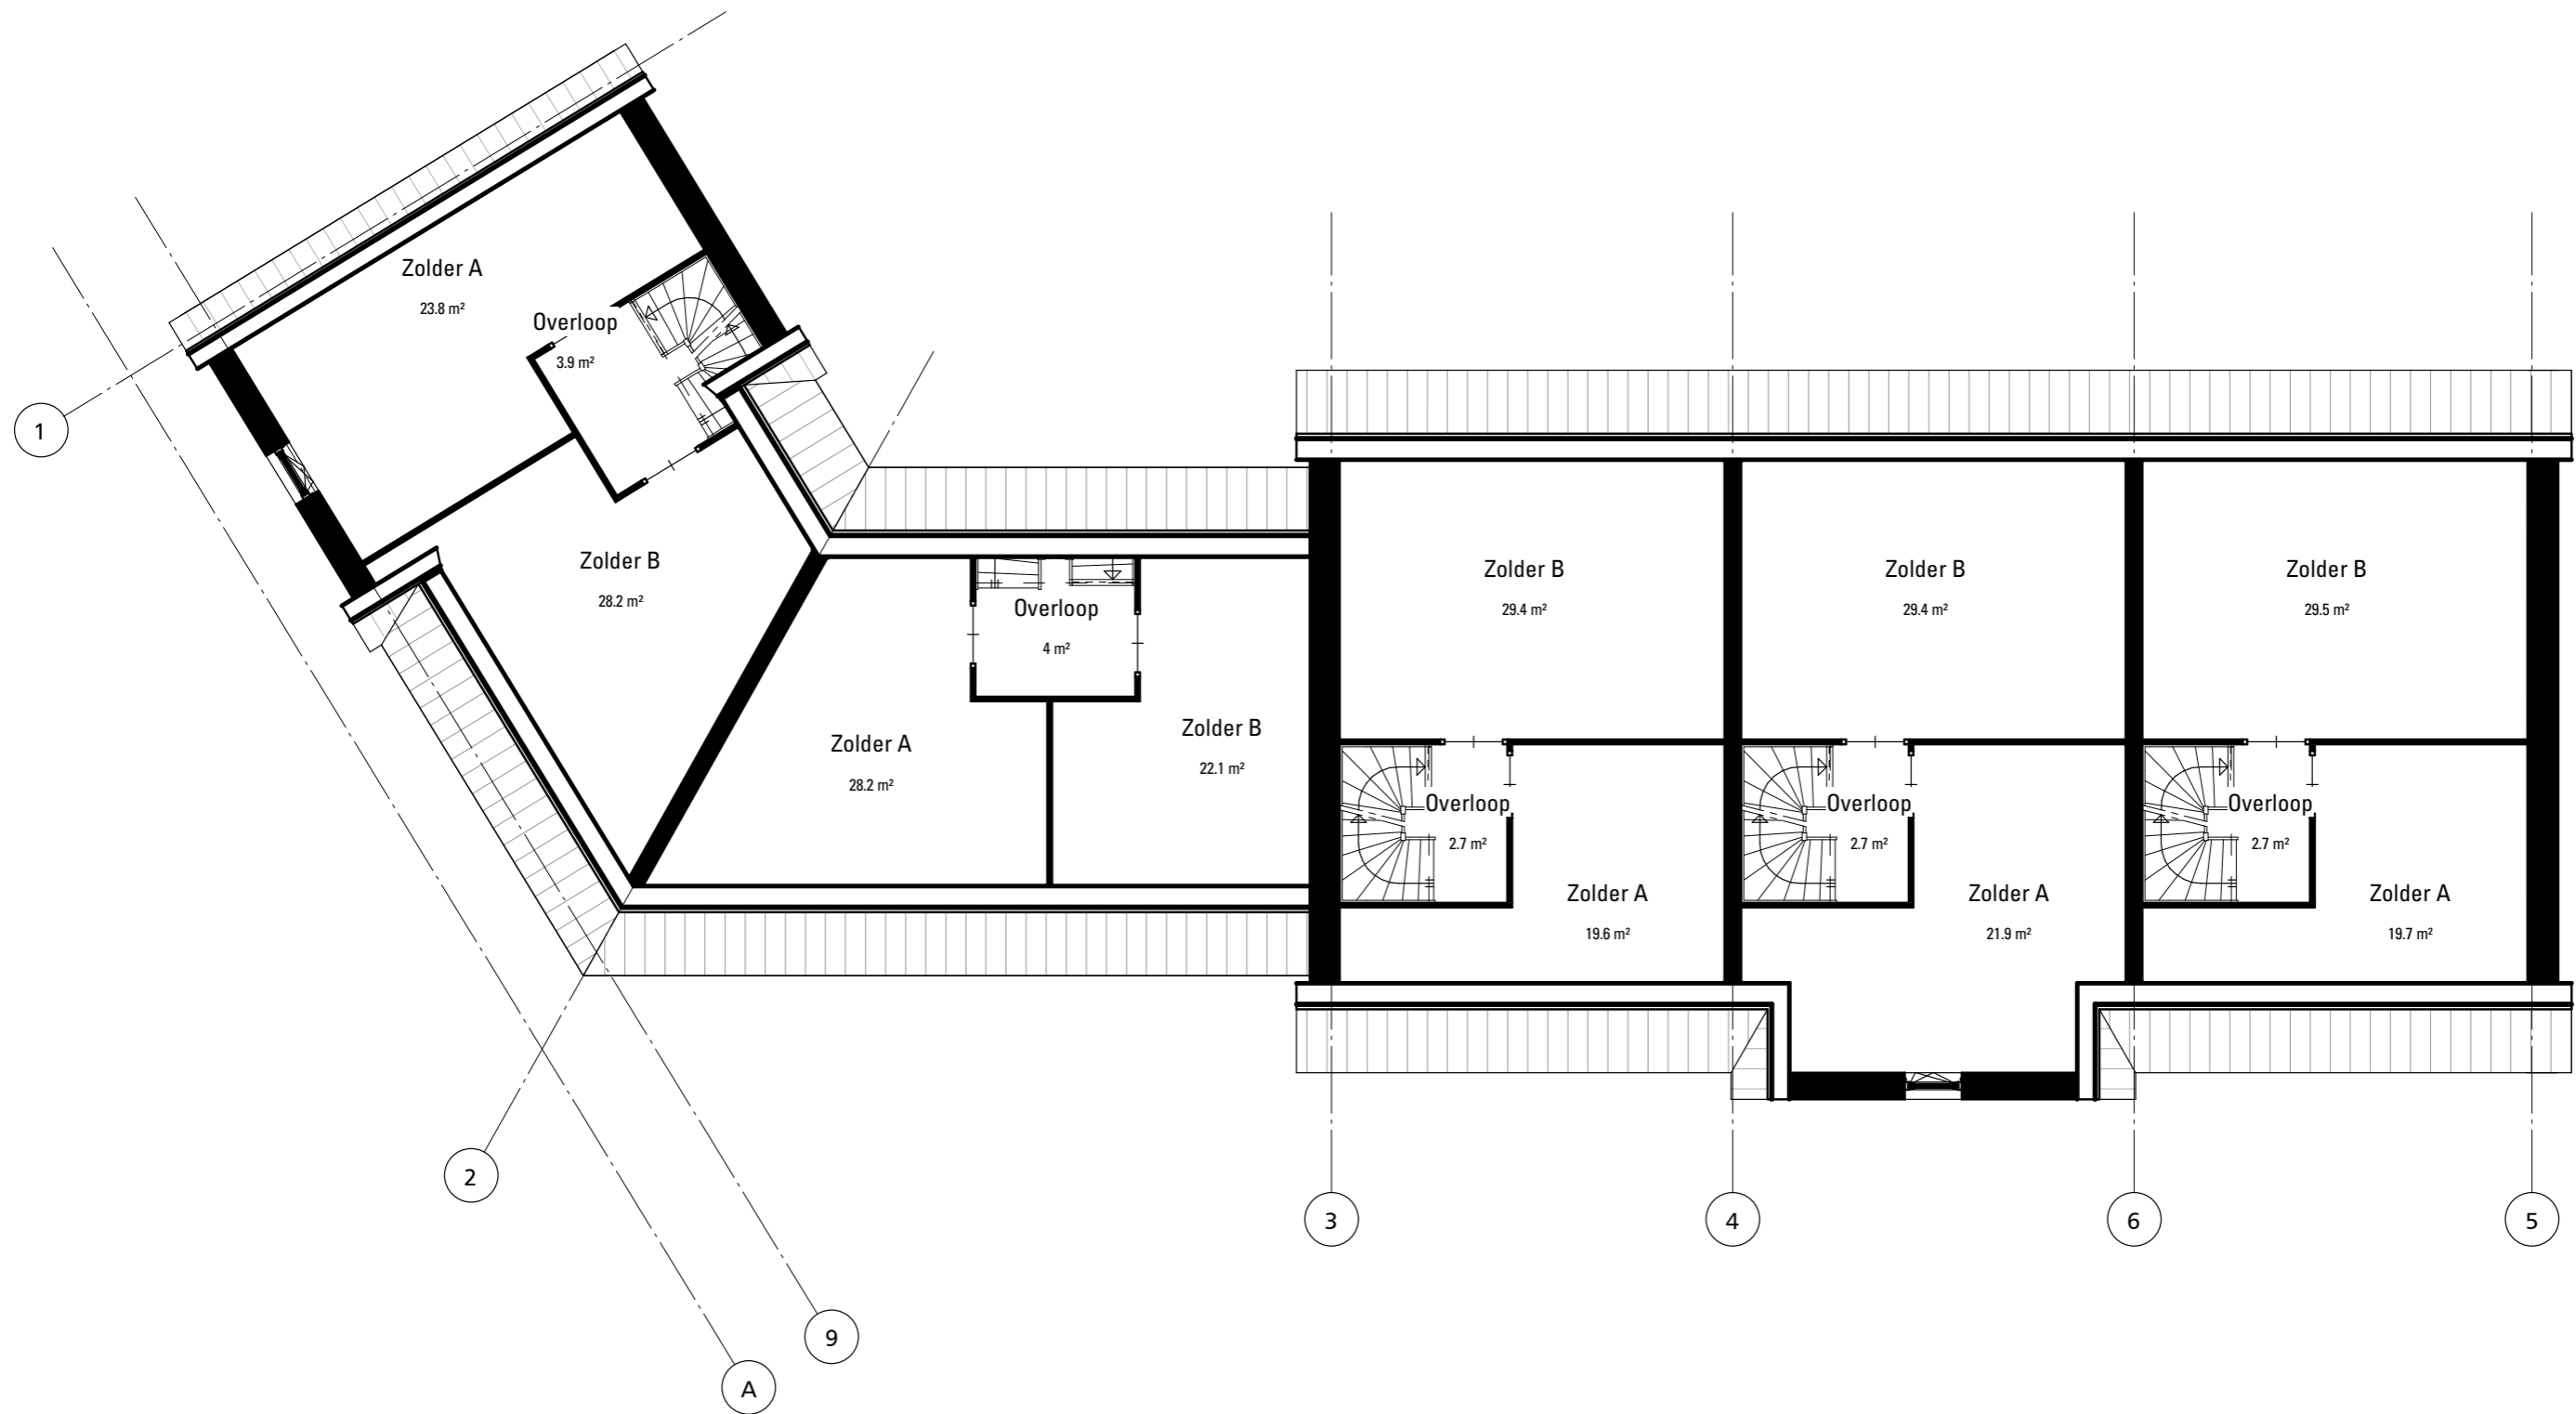 Zolder A
23.8 m²
Overloop
3.9 m²
1
Zolder B
28.2 m²
Overloop
4 m²
Zolder A
28.2 m²
Zolder B
22.1 m²
Zolder B
29.4 m²
Zolder B
29.4 m²
Zolder B
29.5 m²
Overloop
2.7 m²
Overloop
2.7 m²
Overloop
2.7 m²
Zolder A
19.6 m²
Zolder A
21.9 m²
Zolder A
19.7 m²
2
3
4
6
5
9
A